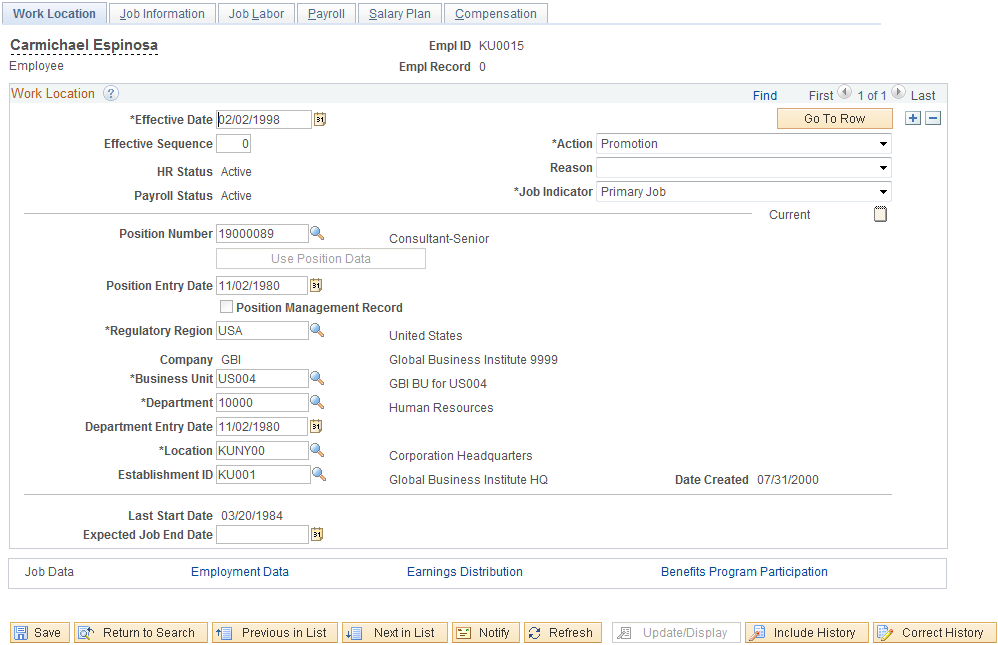 Work Location Job Information Job Labor Payroll Salary Plan Compensation
Carmichael Espinosa Empl ID KU0015
Employee Empl Record 0
Work Location ? Find First 1 of 1 Last
*Effective Date 02/02/1998 31 Go To Row + −
Effective Sequence 0 *Action Promotion
HR Status Active Reason
Payroll Status Active *Job Indicator Primary Job
Current
Position Number 19000089 Consultant-Senior
Use Position Data
Position Entry Date 11/02/1980 31
Position Management Record
*Regulatory Region USA United States
Company GBI Global Business Institute 9999
*Business Unit US004 GBI BU for US004
*Department 10000 Human Resources
Department Entry Date 11/02/1980 31
*Location KUNY00 Corporation Headquarters
Establishment ID KU001 Global Business Institute HQ Date Created 07/31/2000
Last Start Date 03/20/1984
Expected Job End Date 31
Job Data Employment Data Earnings Distribution Benefits Program Participation
Save Return to Search Previous in List Next in List Notify Refresh Update/Display Include History Correct History